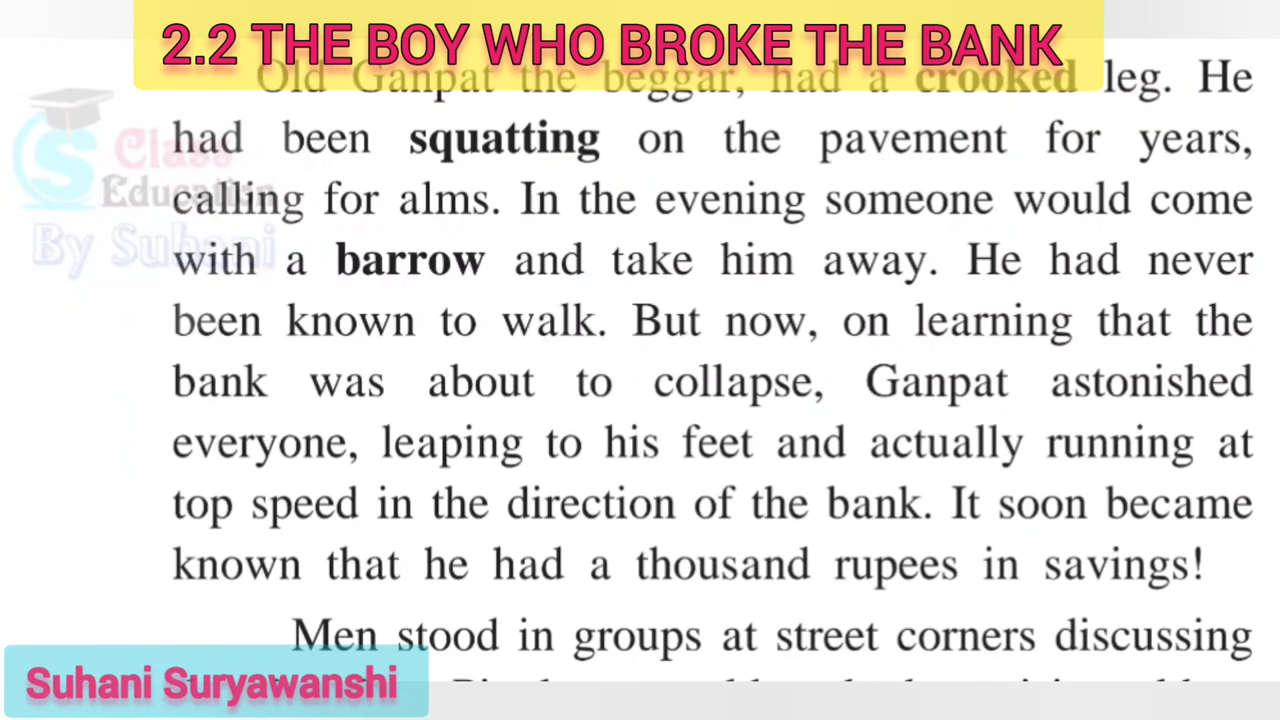 2.2 THE BOY WHO BROKE THE BANK
Old Ganpat the beggar, had a crooked leg. He
had been squatting on the pavement for years,
calling for alms. In the evening someone would come
with a barrow and take him away. He had never
been known to walk. But now, on learning that the
bank was about to collapse, Ganpat astonished
everyone, leaping to his feet and actually running at
top speed in the direction of the bank. It soon became
known that he had a thousand rupees in savings!
Men stood in groups at street corners discussing
S Class
Education
By Suhani
Suhani Suryawanshi